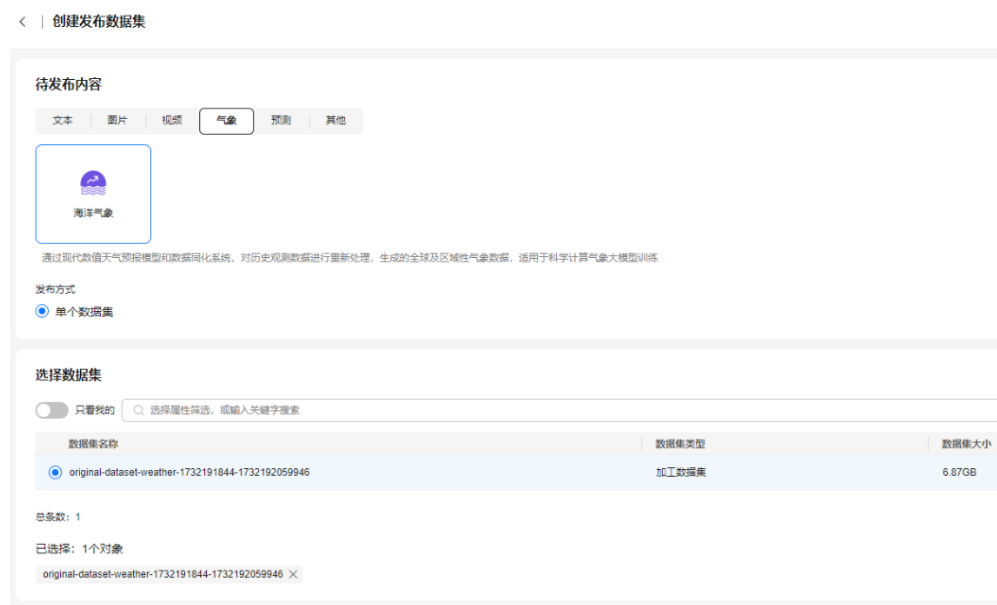 创建发布数据集
待发布内容
文本 图片 视频 气象 预测 其他
海洋气象
通过现代数值天气预报模型和数据同化系统，对历史观测数据进行重新处理，生成的全球及区域性气象数据，适用于科学计算气象大模型训练
发布方式
单个数据集
选择数据集
只看我的 选择属性筛选，或输入关键字搜索
数据集名称 数据集类型 数据集大小
original-dataset-weather-1732191844-1732192059946 加工数据集 6.87GB
总条数：1
已选择：1个对象
original-dataset-weather-1732191844-1732192059946